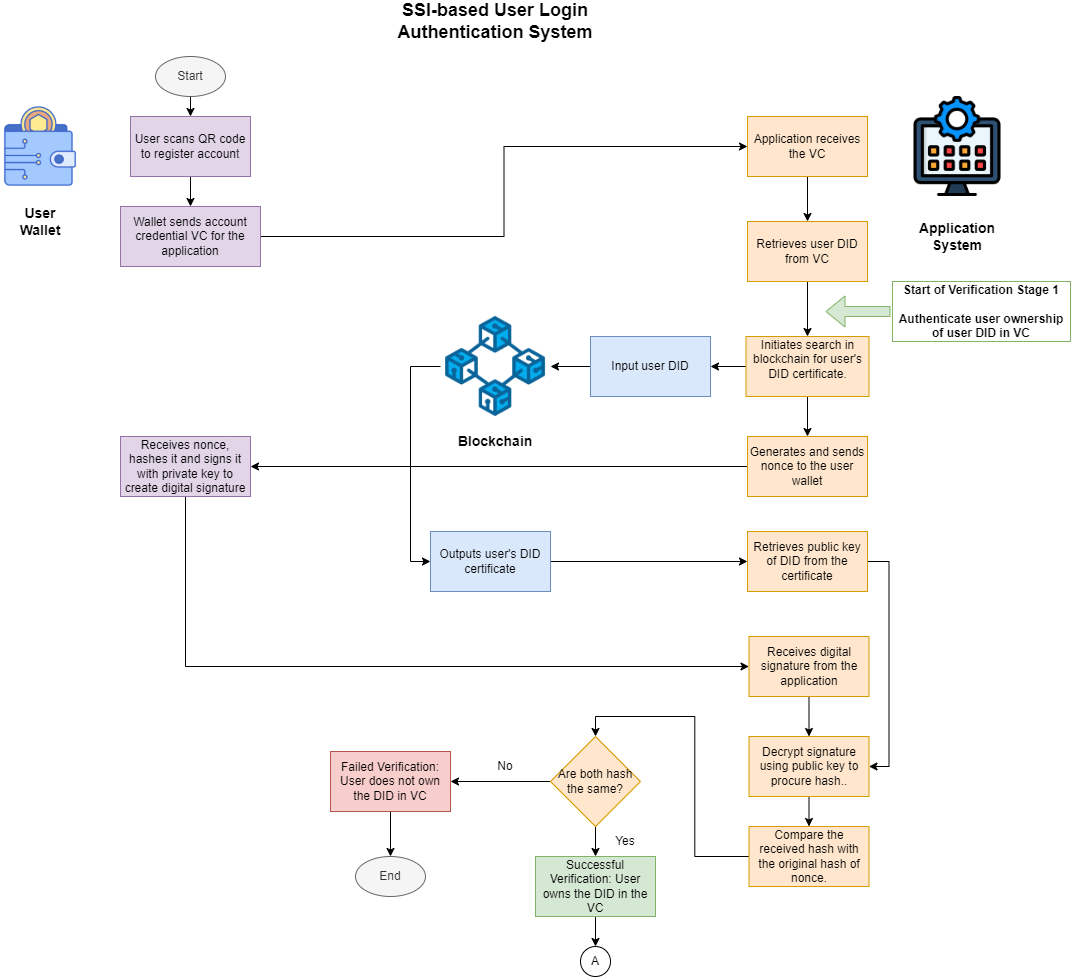 SSI-based User Login
Authentication System
Start
User scans QR code
to register account
Application receives
the VC
User
Wallet
Wallet sends account
credential VC for the
application
Application
System
Retrieves user DID
from VC
Start of Verification Stage 1
Authenticate user ownership
of user DID in VC
Initiates search in
blockchain for user's
DID certificate.
Input user DID
Blockchain
Receives nonce,
hashes it and signs it
with private key to
create digital signature
Generates and sends
nonce to the user
wallet
Outputs user's DID
certificate
Retrieves public key
of DID from the
certificate
Receives digital
signature from the
application
Decrypt signature
using public key to
procure hash..
Are both hash
the same?
No
Failed Verification:
User does not own
the DID in VC
Yes
Compare the
received hash with
the original hash of
nonce.
End
Successful
Verification: User
owns the DID in the
VC
A